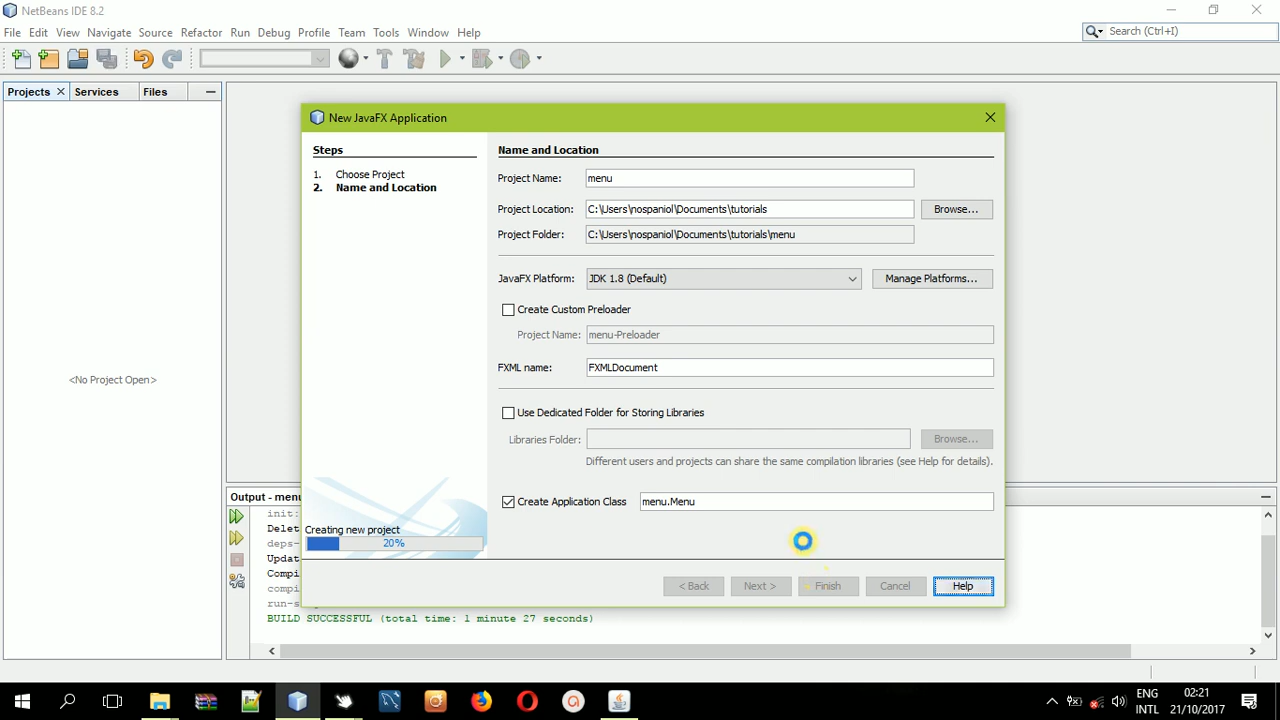 NetBeans IDE 8.2
File Edit View Navigate Source Refactor Run Debug Profile Team Tools Window Help
Search (Ctrl+I)
Projects Services Files
<No Project Open>
New JavaFX Application
Steps
1. Choose Project
2. Name and Location
Name and Location
Project Name: menu
Project Location: C:\Users\nospaniol\Documents\tutorials Browse...
Project Folder: C:\Users\nospaniol\Documents\tutorials\menu
JavaFX Platform: JDK 1.8 (Default) Manage Platforms...
Create Custom Preloader
Project Name: menu-Preloader
FXML name: FXMLDocument
Use Dedicated Folder for Storing Libraries
Libraries Folder: Browse...
Different users and projects can share the same compilation libraries (see Help for details).
Create Application Class menu.Menu
Creating new project
20%
< Back Next > Finish Cancel Help
Output - menu
init:
Delet
deps-
Updat
Compi
compi
run-s
BUILD SUCCESSFUL (total time: 1 minute 27 seconds)
ENG
INTL
02:21
21/10/2017